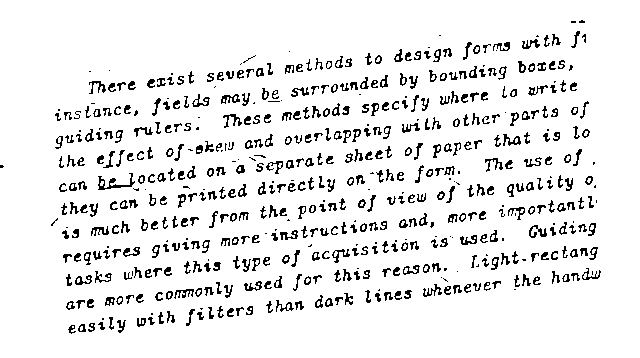 There exist several methods to design forms with fi
instance, fields may be surrounded by bounding boxes,
guiding rulers. These methods specify where to write
the effect of skew and overlapping with other parts of
can be located on a separate sheet of paper that is lo
they can be printed directly on the form. The use of
is much better from the point of view of the quality o
requires giving more instructions and, more importantl
tasks where this type of acquisition is used. Guiding
are more commonly used for this reason. Light-rectang
easily with filters than dark lines whenever the handw